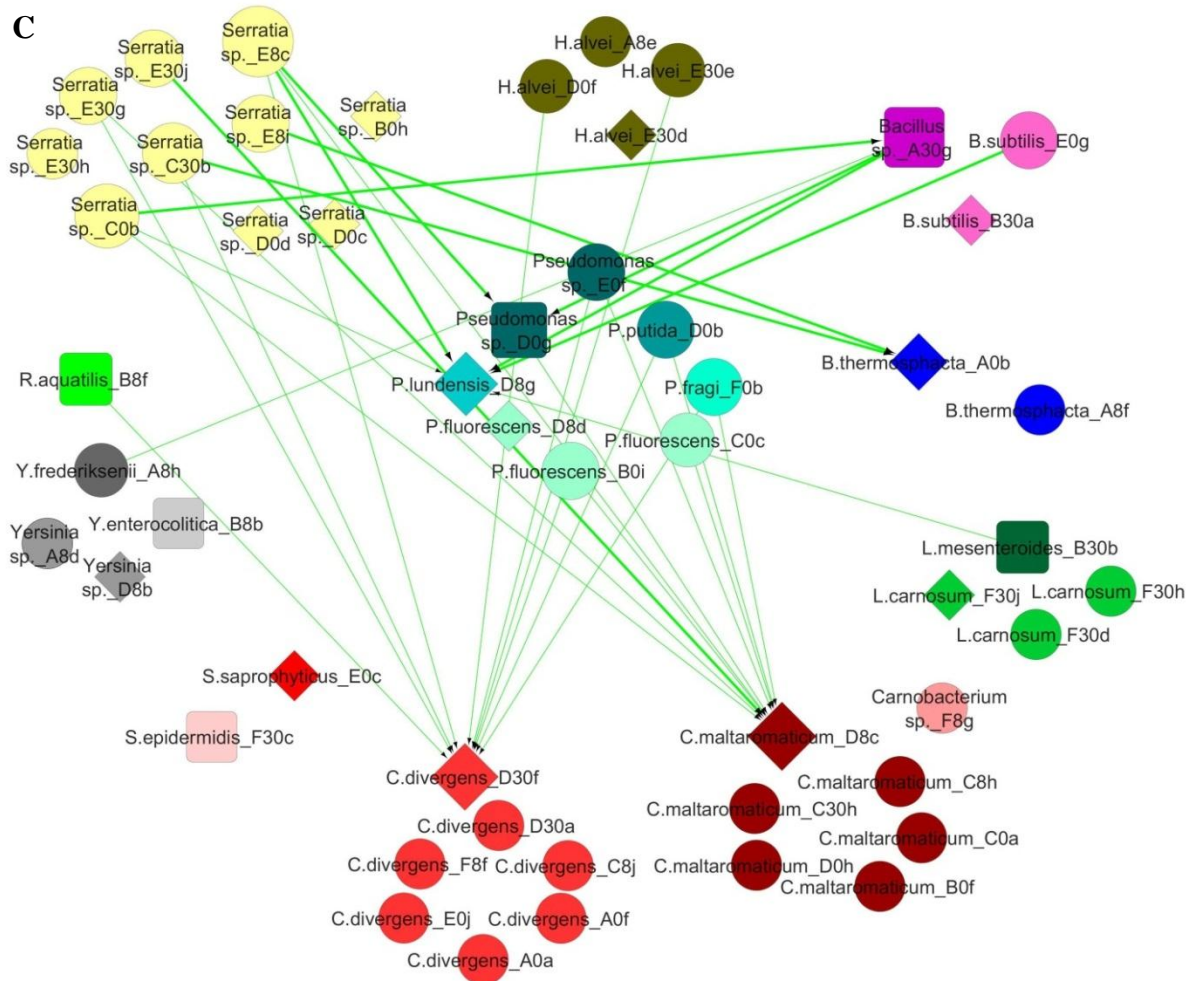 C
Serratia
sp._E8c
Serratia
sp._E30j
H.alvei_A8e
H.alvei_E30e
H.alvei_D0f
Serratia
sp._E30g
Serratia
sp._E8i
Serratia
sp._B0h
H.alvei_E30d
Bacillus
sp._A30g
B.subtilis_E0g
Serratia
sp._E30h
Serratia
sp._C30b
Serratia
sp._C0b
Serratia
sp._D0d
Serratia
sp._D0c
B.subtilis_B30a
Pseudomonas
sp._E0f
Pseudomonas
sp._D0g
P.putida_D0b
B.thermosphacta_A0b
R.aquatilis_B8f
P.lundensis_D8g
P.fragi_F0b
B.thermosphacta_A8f
P.fluorescens_D8d
P.fluorescens_C0c
Y.frederiksenii_A8h
P.fluorescens_B0i
Y.enterocolitica_B8b
Yersinia
sp._A8d
Yersinia
sp._D8b
L.mesenteroides_B30b
L.carnosum_F30j
L.carnosum_F30h
L.carnosum_F30d
S.saprophyticus_E0c
Carnobacterium
sp._F8g
S.epidermidis_F30c
C.maltaromaticum_D8c
C.divergens_D30f
C.maltaromaticum_C8h
C.maltaromaticum_C30h
C.divergens_D30a
C.maltaromaticum_C0a
C.divergens_F8f
C.divergens_C8j
C.maltaromaticum_D0h
C.maltaromaticum_B0f
C.divergens_E0j
C.divergens_A0f
C.divergens_A0a